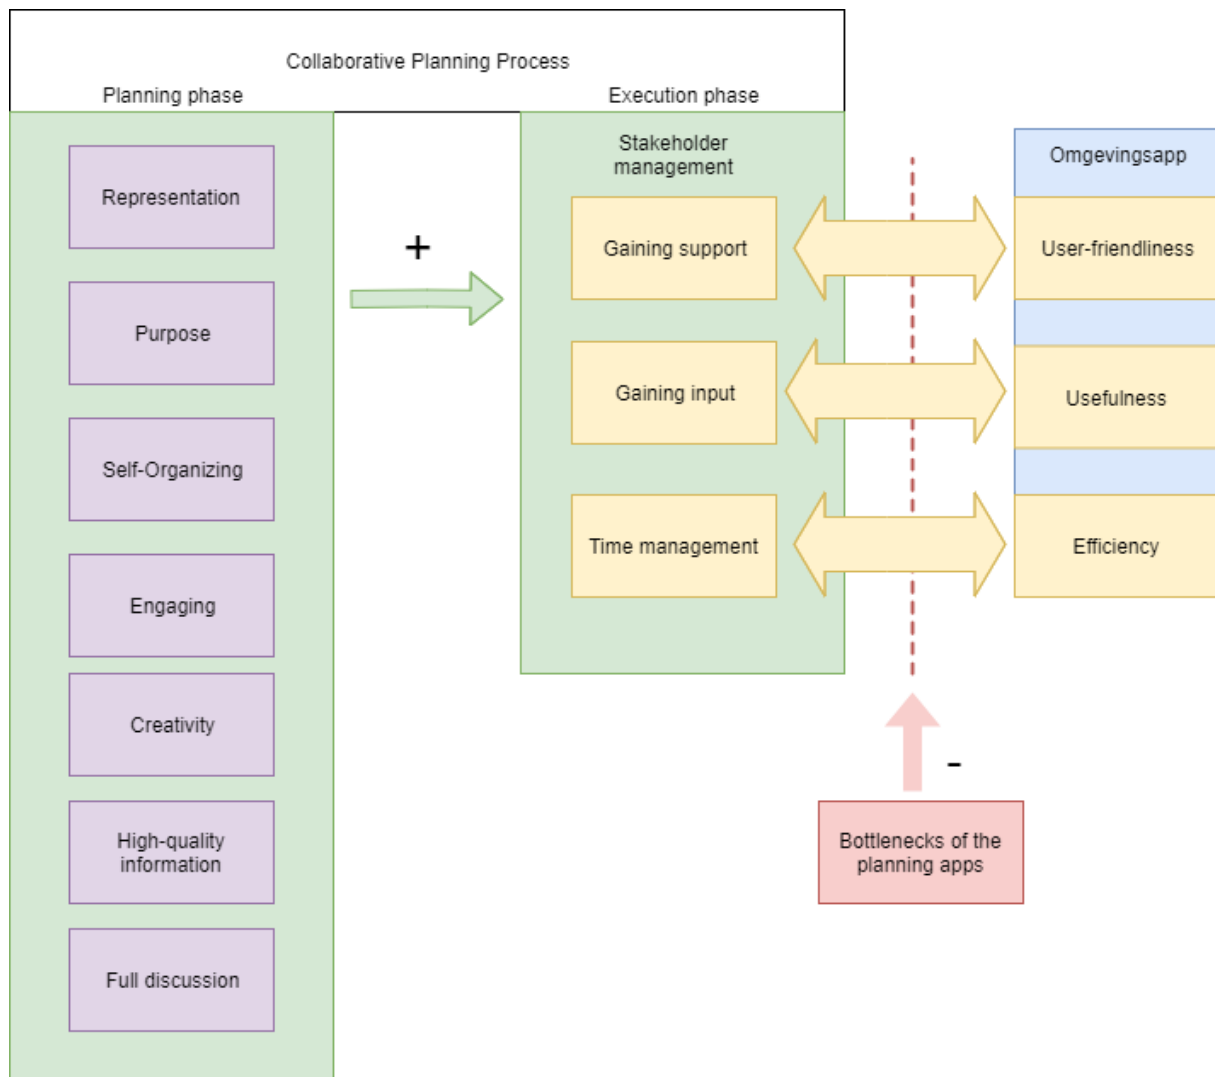 Collaborative Planning Process
Planning phase
Execution phase
Representation
Purpose
Self-Organizing
Engaging
Creativity
High-quality
information
Full discussion
+
Stakeholder
management
Gaining support
Gaining input
Time management
Omgevingsapp
User-friendliness
Usefulness
Efficiency
-
Bottlenecks of the
planning apps